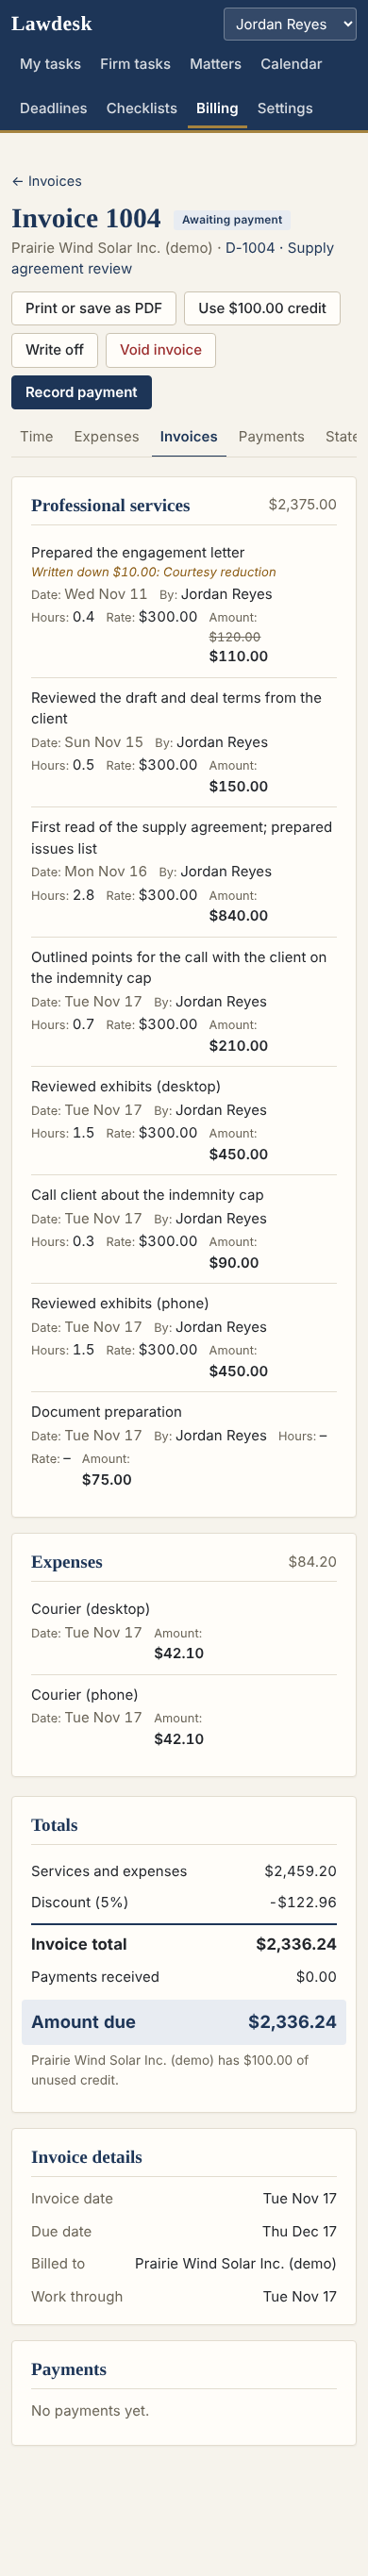 Lawdesk
Jordan Reyes
My tasks Firm tasks Matters Calendar
Deadlines Checklists Billing Settings
← Invoices
Invoice 1004 Awaiting payment
Prairie Wind Solar Inc. (demo) · D-1004 · Supply
agreement review
Print or save as PDF Use $100.00 credit
Write off Void invoice
Record payment
Time Expenses Invoices Payments State
Professional services $2,375.00
Prepared the engagement letter
Written down $10.00: Courtesy reduction
Date: Wed Nov 11 By: Jordan Reyes
Hours: 0.4 Rate: $300.00 Amount:
$120.00
$110.00
Reviewed the draft and deal terms from the
client
Date: Sun Nov 15 By: Jordan Reyes
Hours: 0.5 Rate: $300.00 Amount:
$150.00
First read of the supply agreement; prepared
issues list
Date: Mon Nov 16 By: Jordan Reyes
Hours: 2.8 Rate: $300.00 Amount:
$840.00
Outlined points for the call with the client on
the indemnity cap
Date: Tue Nov 17 By: Jordan Reyes
Hours: 0.7 Rate: $300.00 Amount:
$210.00
Reviewed exhibits (desktop)
Date: Tue Nov 17 By: Jordan Reyes
Hours: 1.5 Rate: $300.00 Amount:
$450.00
Call client about the indemnity cap
Date: Tue Nov 17 By: Jordan Reyes
Hours: 0.3 Rate: $300.00 Amount:
$90.00
Reviewed exhibits (phone)
Date: Tue Nov 17 By: Jordan Reyes
Hours: 1.5 Rate: $300.00 Amount:
$450.00
Document preparation
Date: Tue Nov 17 By: Jordan Reyes Hours: –
Rate: – Amount:
$75.00
Expenses $84.20
Courier (desktop)
Date: Tue Nov 17 Amount:
$42.10
Courier (phone)
Date: Tue Nov 17 Amount:
$42.10
Totals
Services and expenses $2,459.20
Discount (5%) -$122.96
Invoice total $2,336.24
Payments received $0.00
Amount due $2,336.24
Prairie Wind Solar Inc. (demo) has $100.00 of
unused credit.
Invoice details
Invoice date Tue Nov 17
Due date Thu Dec 17
Billed to Prairie Wind Solar Inc. (demo)
Work through Tue Nov 17
Payments
No payments yet.